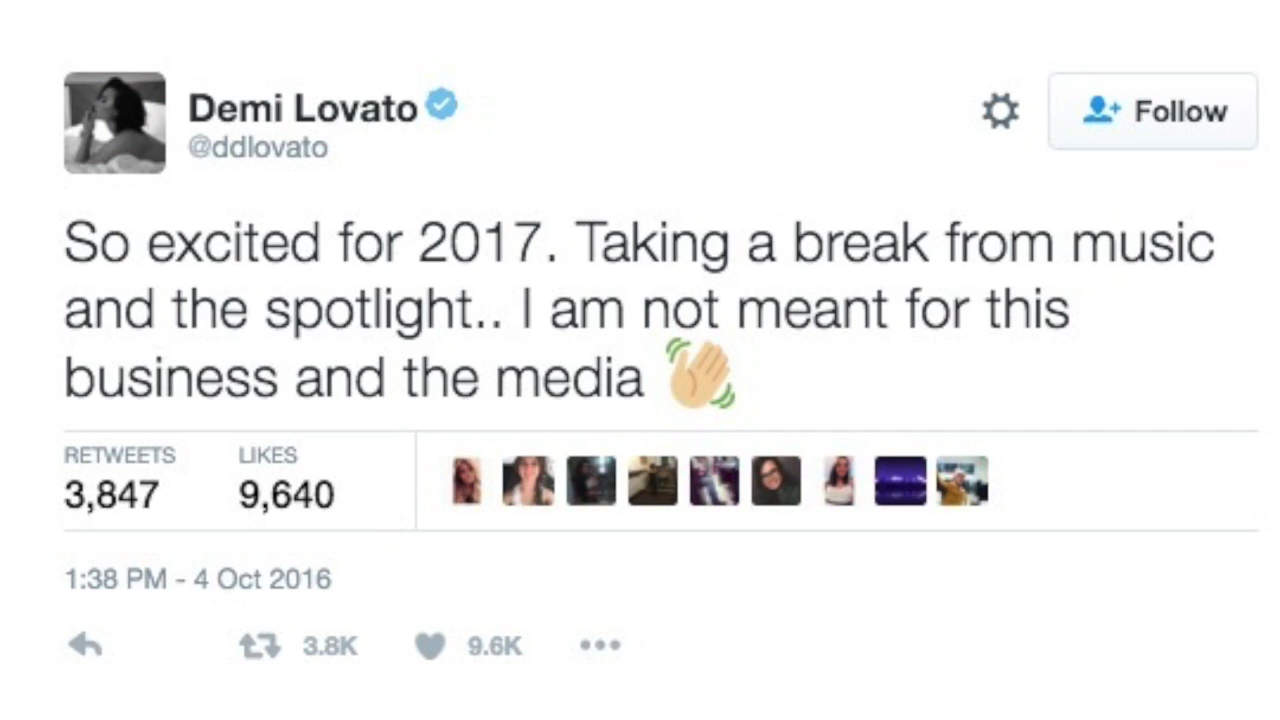 Demi Lovato
@ddlovato
Follow
So excited for 2017. Taking a break from music
and the spotlight.. I am not meant for this
business and the media 👋🏼
RETWEETS LIKES
3,847 9,640
1:38 PM - 4 Oct 2016
3.8K 9.6K